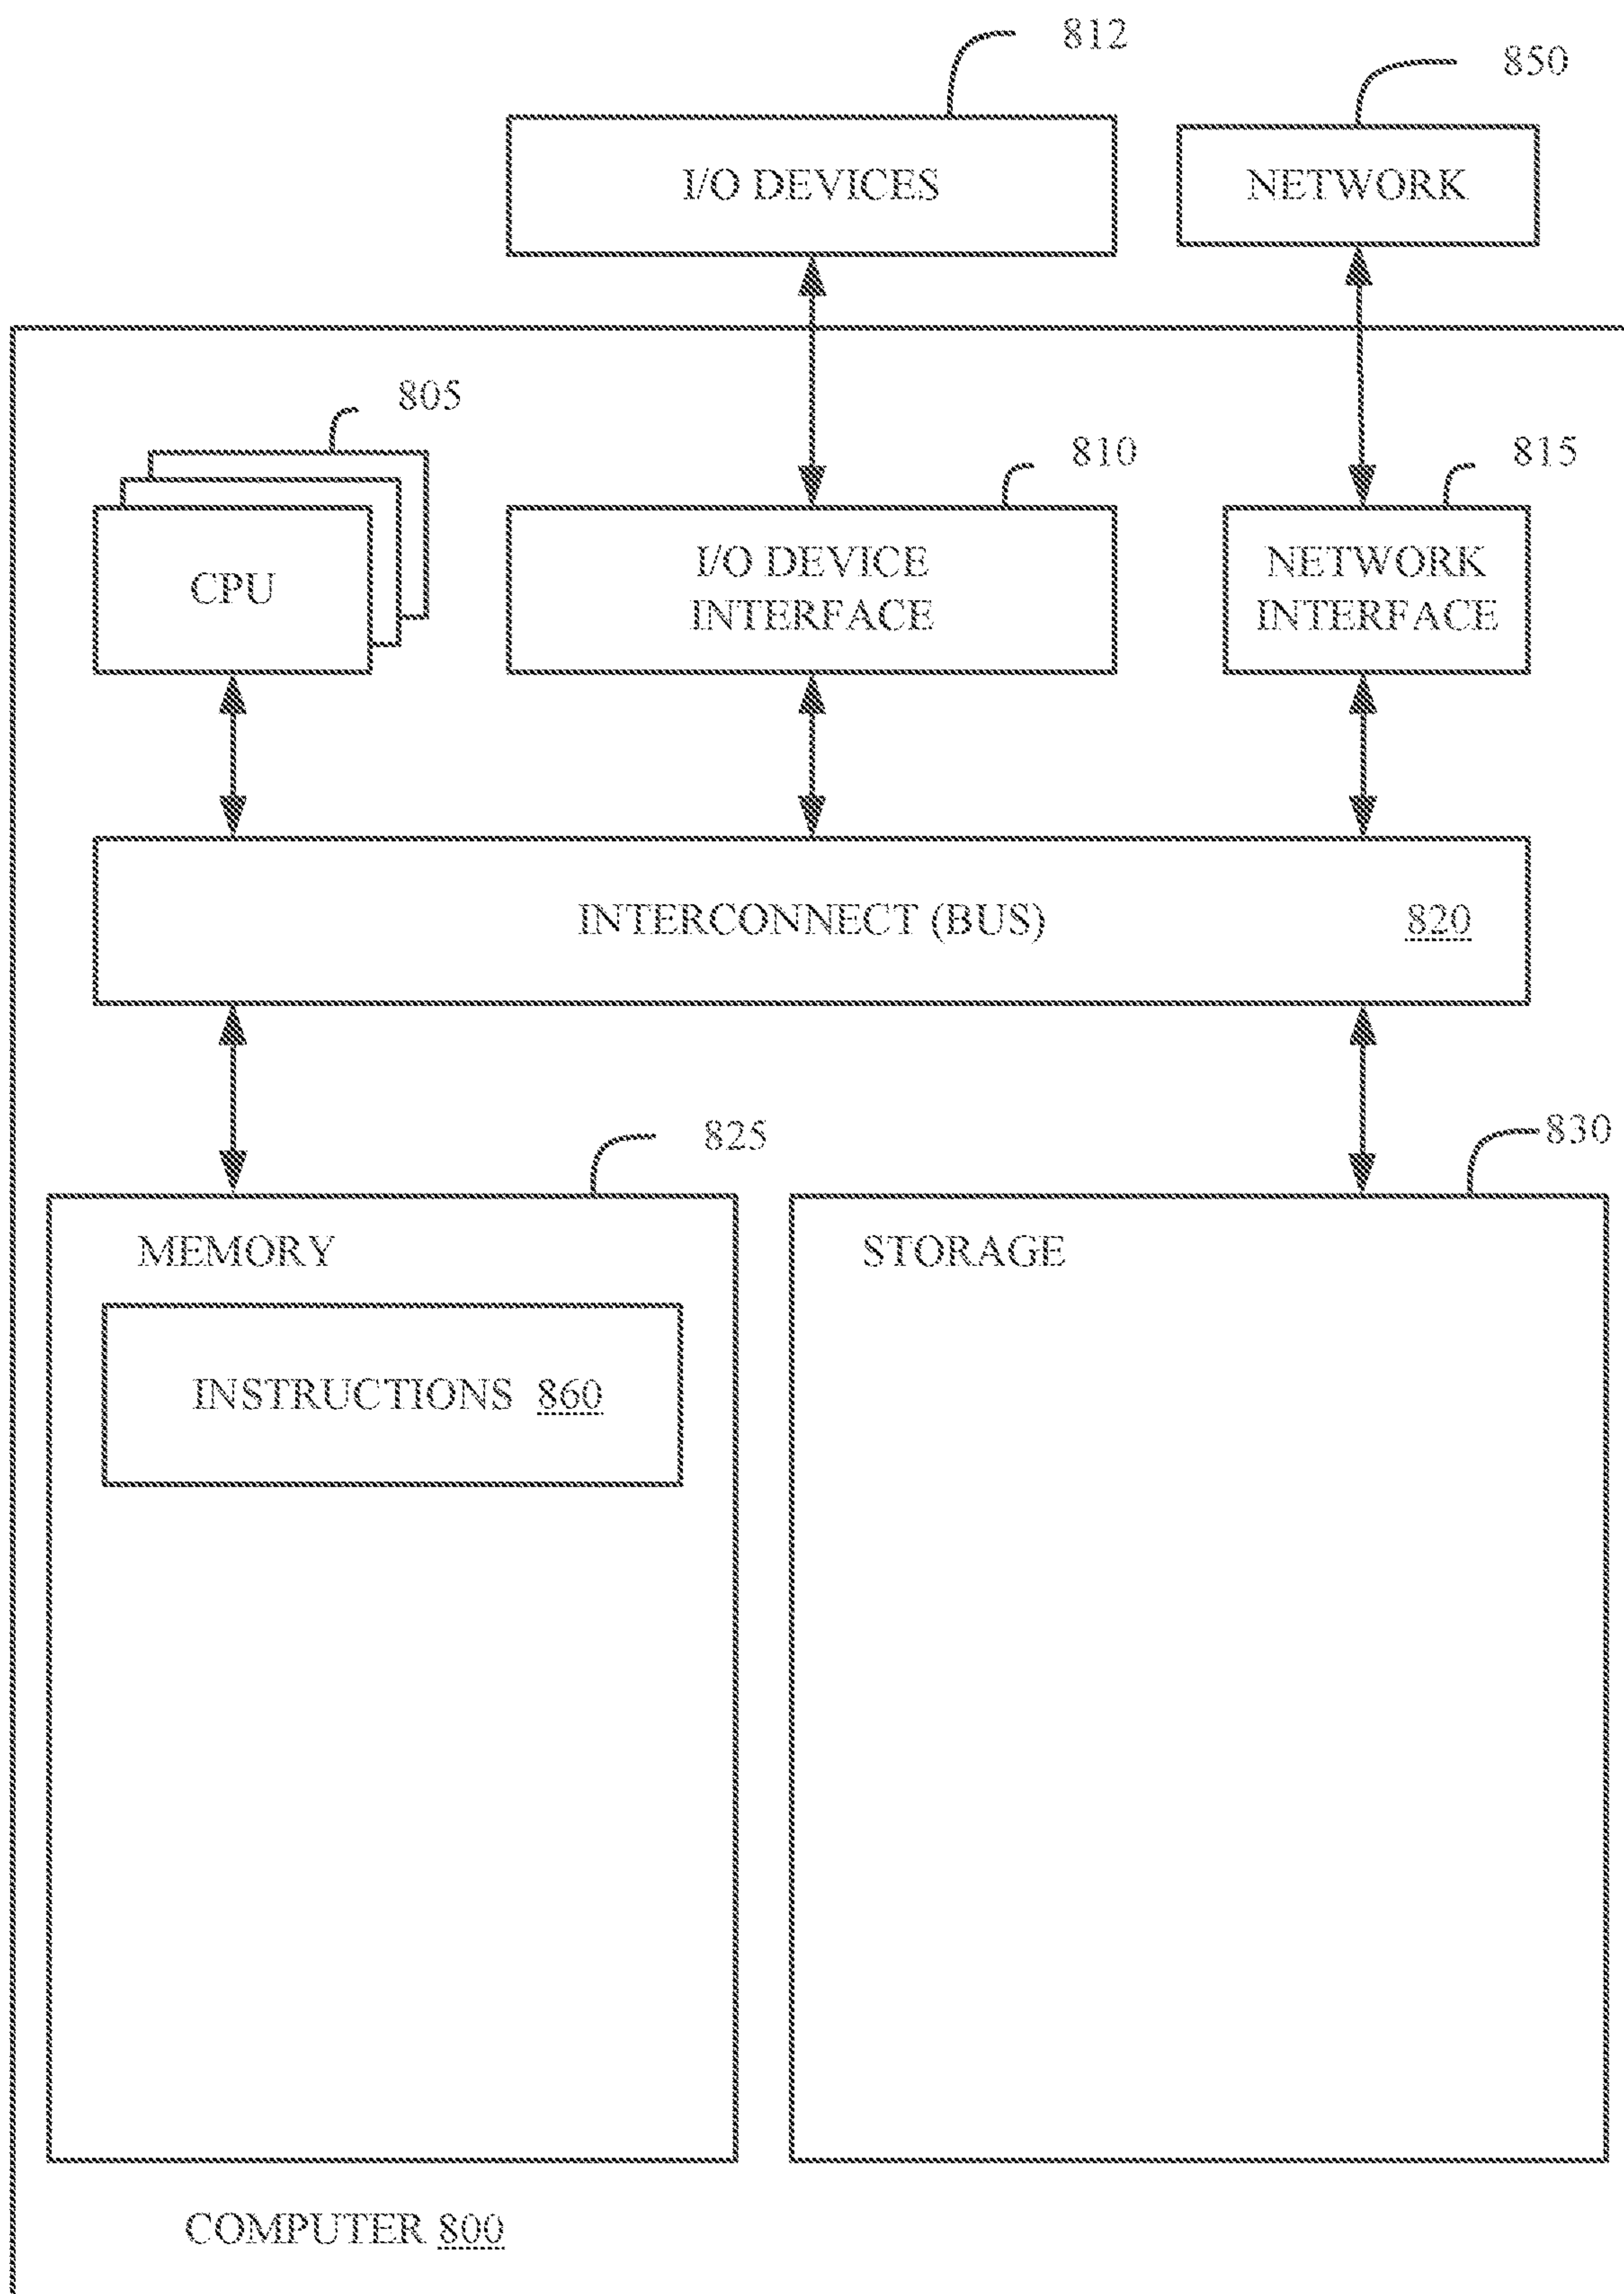 812
850
I/O DEVICES
NETWORK
805
810
815
CPU
I/O DEVICE
INTERFACE
NETWORK
INTERFACE
INTERCONNECT (BUS) 820
825
830
MEMORY
STORAGE
INSTRUCTIONS 860
COMPUTER 800